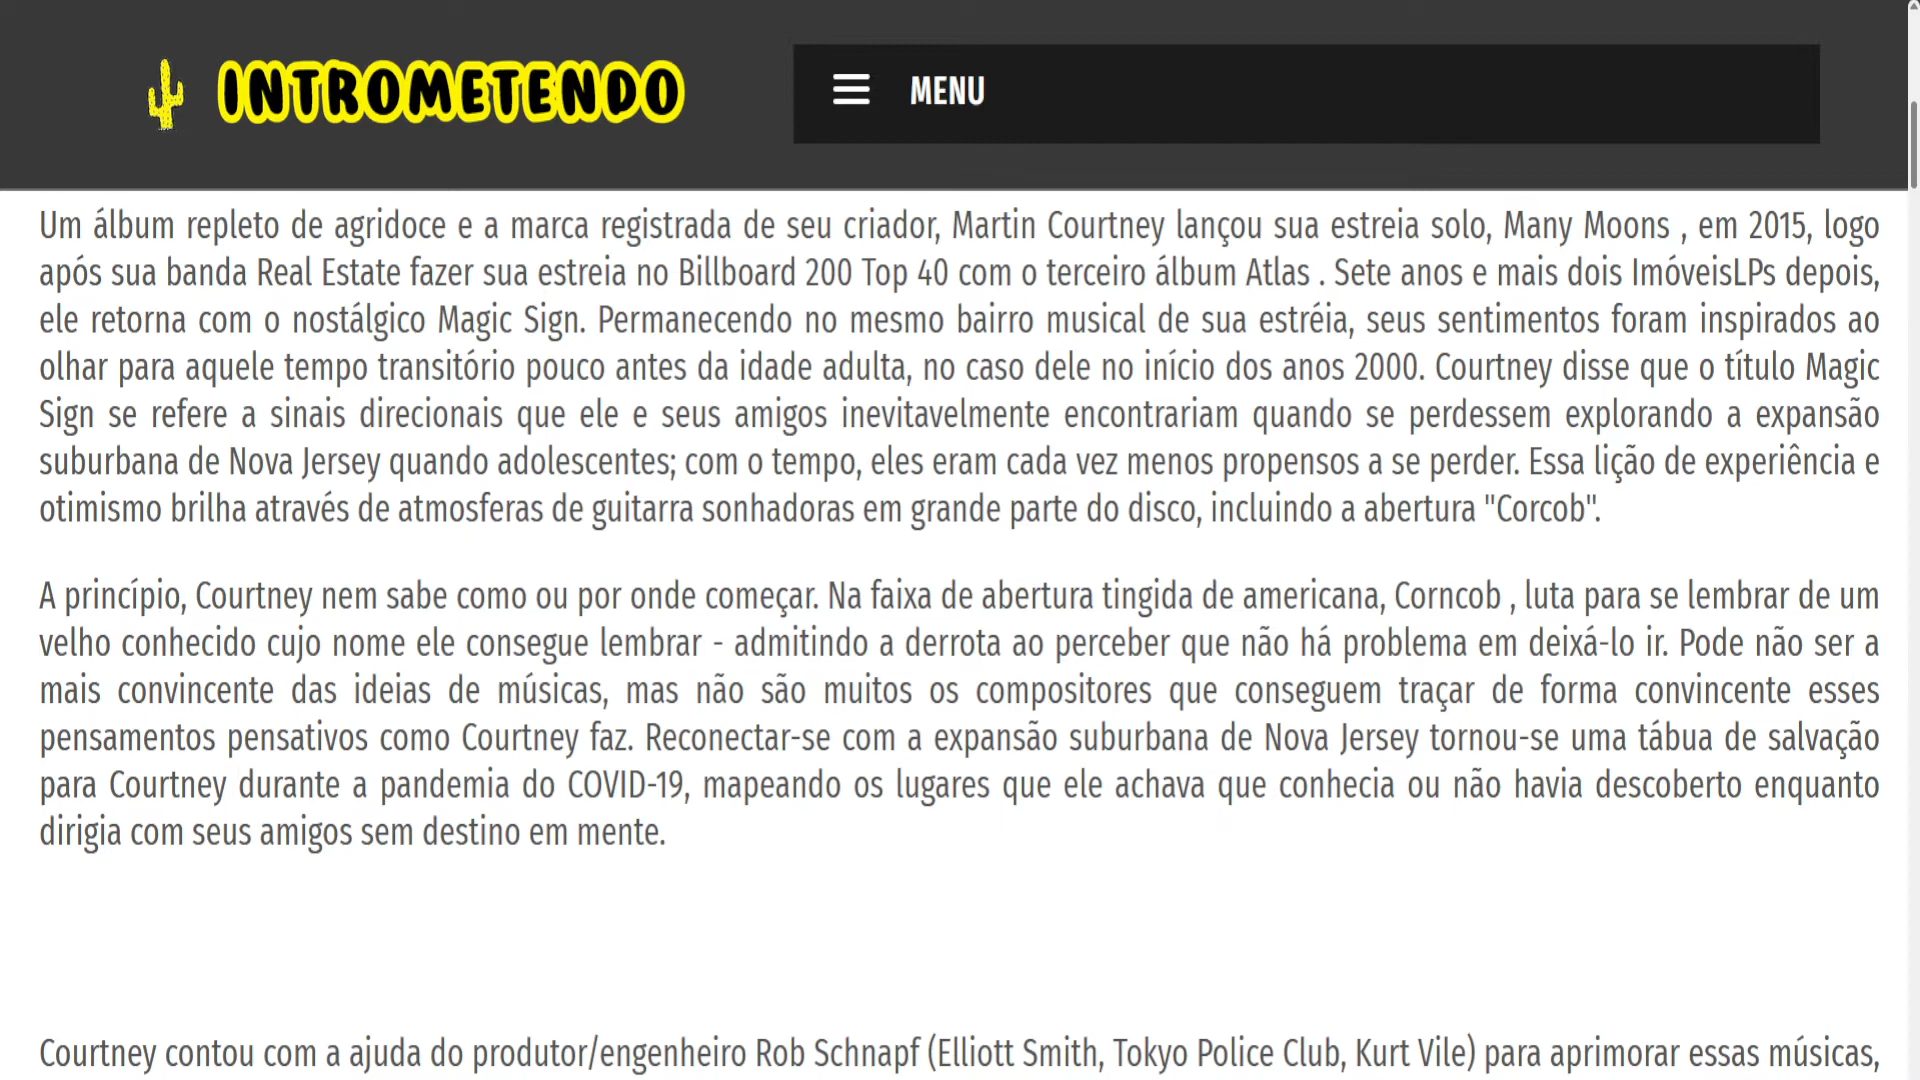 INTROMETENDO
MENU
Um álbum repleto de agridoce e a marca registrada de seu criador, Martin Courtney lançou sua estreia solo, Many Moons , em 2015, logo
após sua banda Real Estate fazer sua estreia no Billboard 200 Top 40 com o terceiro álbum Atlas . Sete anos e mais dois ImóveisLPs depois,
ele retorna com o nostálgico Magic Sign. Permanecendo no mesmo bairro musical de sua estréia, seus sentimentos foram inspirados ao
olhar para aquele tempo transitório pouco antes da idade adulta, no caso dele no início dos anos 2000. Courtney disse que o título Magic
Sign se refere a sinais direcionais que ele e seus amigos inevitavelmente encontrariam quando se perdessem explorando a expansão
suburbana de Nova Jersey quando adolescentes; com o tempo, eles eram cada vez menos propensos a se perder. Essa lição de experiência e
otimismo brilha através de atmosferas de guitarra sonhadoras em grande parte do disco, incluindo a abertura "Corcob".
A princípio, Courtney nem sabe como ou por onde começar. Na faixa de abertura tingida de americana, Corncob , luta para se lembrar de um
velho conhecido cujo nome ele consegue lembrar - admitindo a derrota ao perceber que não há problema em deixá-lo ir. Pode não ser a
mais convincente das ideias de músicas, mas não são muitos os compositores que conseguem traçar de forma convincente esses
pensamentos pensativos como Courtney faz. Reconectar-se com a expansão suburbana de Nova Jersey tornou-se uma tábua de salvação
para Courtney durante a pandemia do COVID-19, mapeando os lugares que ele achava que conhecia ou não havia descoberto enquanto
dirigia com seus amigos sem destino em mente.
Courtney contou com a ajuda do produtor/engenheiro Rob Schnapf (Elliott Smith, Tokyo Police Club, Kurt Vile) para aprimorar essas músicas,